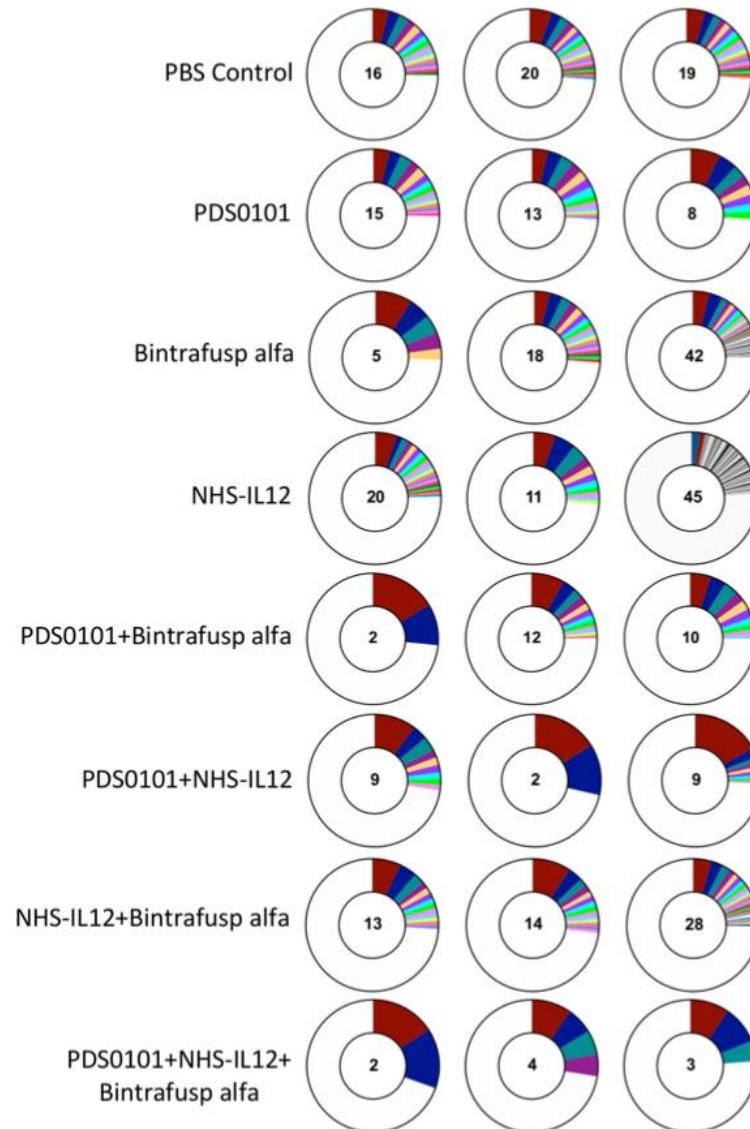 PBS Control 16 20 19
PDS0101 15 13 8
Bintrafusp alfa 5 18 42
NHS-IL12 20 11 45
PDS0101+Bintrafusp alfa 2 12 10
PDS0101+NHS-IL12 9 2 9
NHS-IL12+Bintrafusp alfa 13 14 28
PDS0101+NHS-IL12+
Bintrafusp alfa 2 4 3